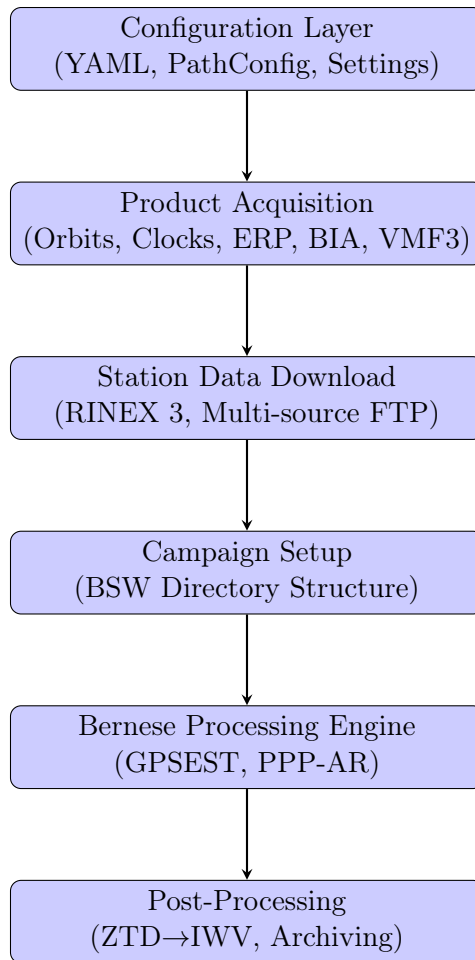 Configuration Layer
(YAML, PathConfig, Settings)
Product Acquisition
(Orbits, Clocks, ERP, BIA, VMF3)
Station Data Download
(RINEX 3, Multi-source FTP)
Campaign Setup
(BSW Directory Structure)
Bernese Processing Engine
(GPSEST, PPP-AR)
Post-Processing
(ZTD→IWV, Archiving)